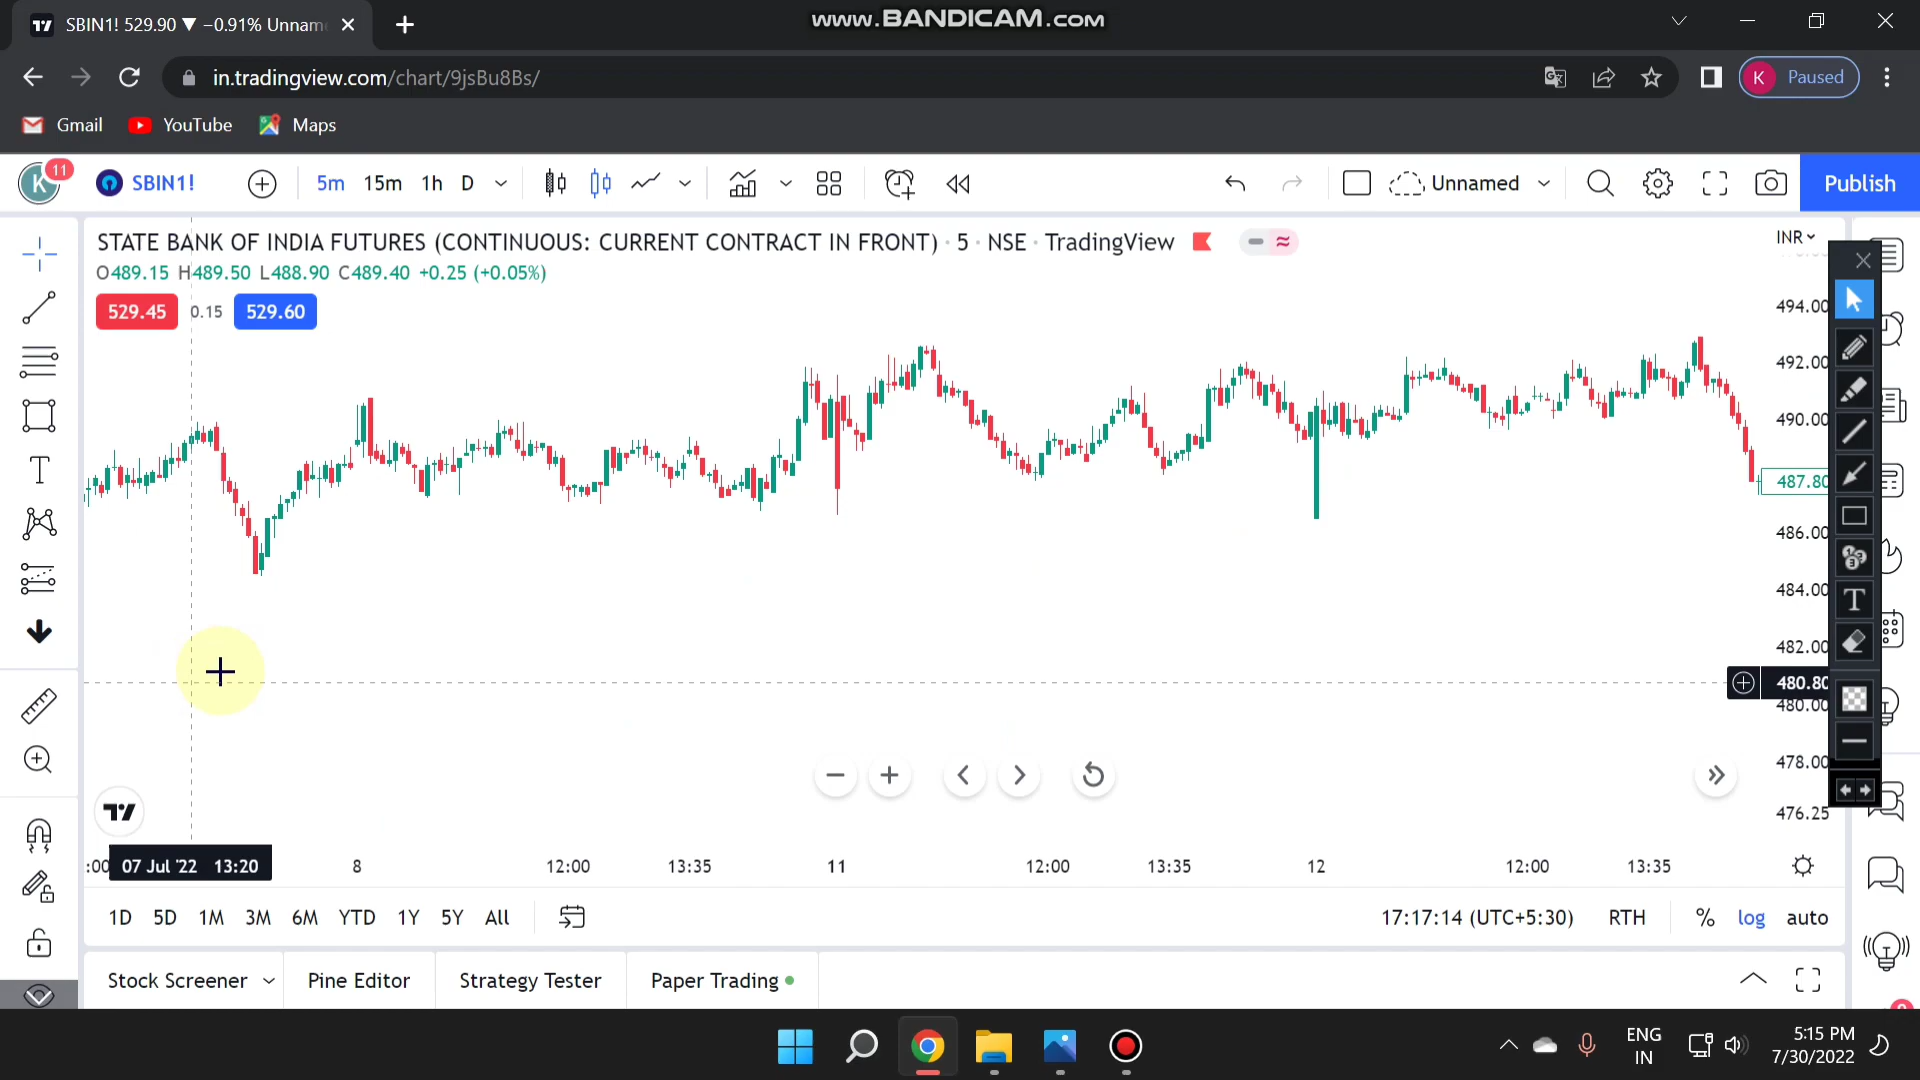 SBIN1! 529.90 ▼ −0.91% Unnam
www.BANDICAM.com
in.tradingview.com/chart/9jsBu8Bs/
K Paused
Gmail YouTube Maps
K 11 SBIN1! 5m 15m 1h D Unnamed Publish
STATE BANK OF INDIA FUTURES (CONTINUOUS: CURRENT CONTRACT IN FRONT) · 5 · NSE · TradingView
INR
O489.15 H489.50 L488.90 C489.40 +0.25 (+0.05%)
529.45 0.15 529.60
494.00
492.00
490.00
487.80
486.00
484.00
482.00
480.80
480.00
478.00
476.25
:00 07 Jul '22 13:20 8 12:00 13:35 11 12:00 13:35 12 12:00 13:35
1D 5D 1M 3M 6M YTD 1Y 5Y All 17:17:14 (UTC+5:30) RTH % log auto
Stock Screener Pine Editor Strategy Tester Paper Trading
ENG
IN
5:15 PM
7/30/2022